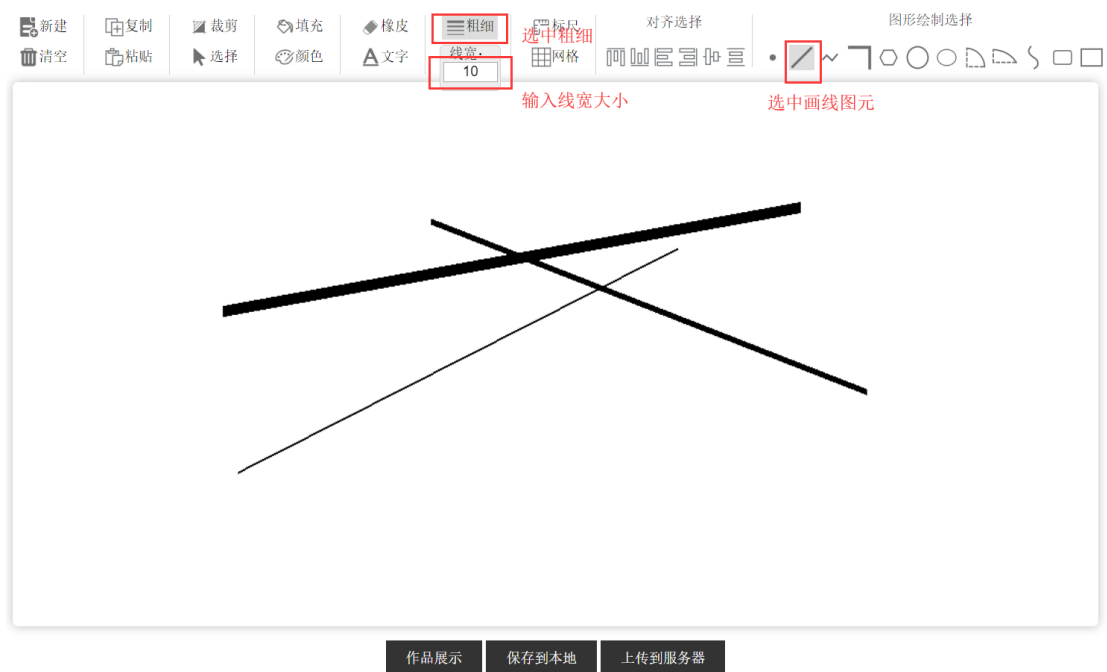 新建 复制 裁剪 填充 橡皮 粗细 标尺 对齐选择 图形绘制选择
选中粗细
清空 粘贴 选择 颜色 文字 线宽: 网格
10
输入线宽大小 选中画线图元
作品展示 保存到本地 上传到服务器